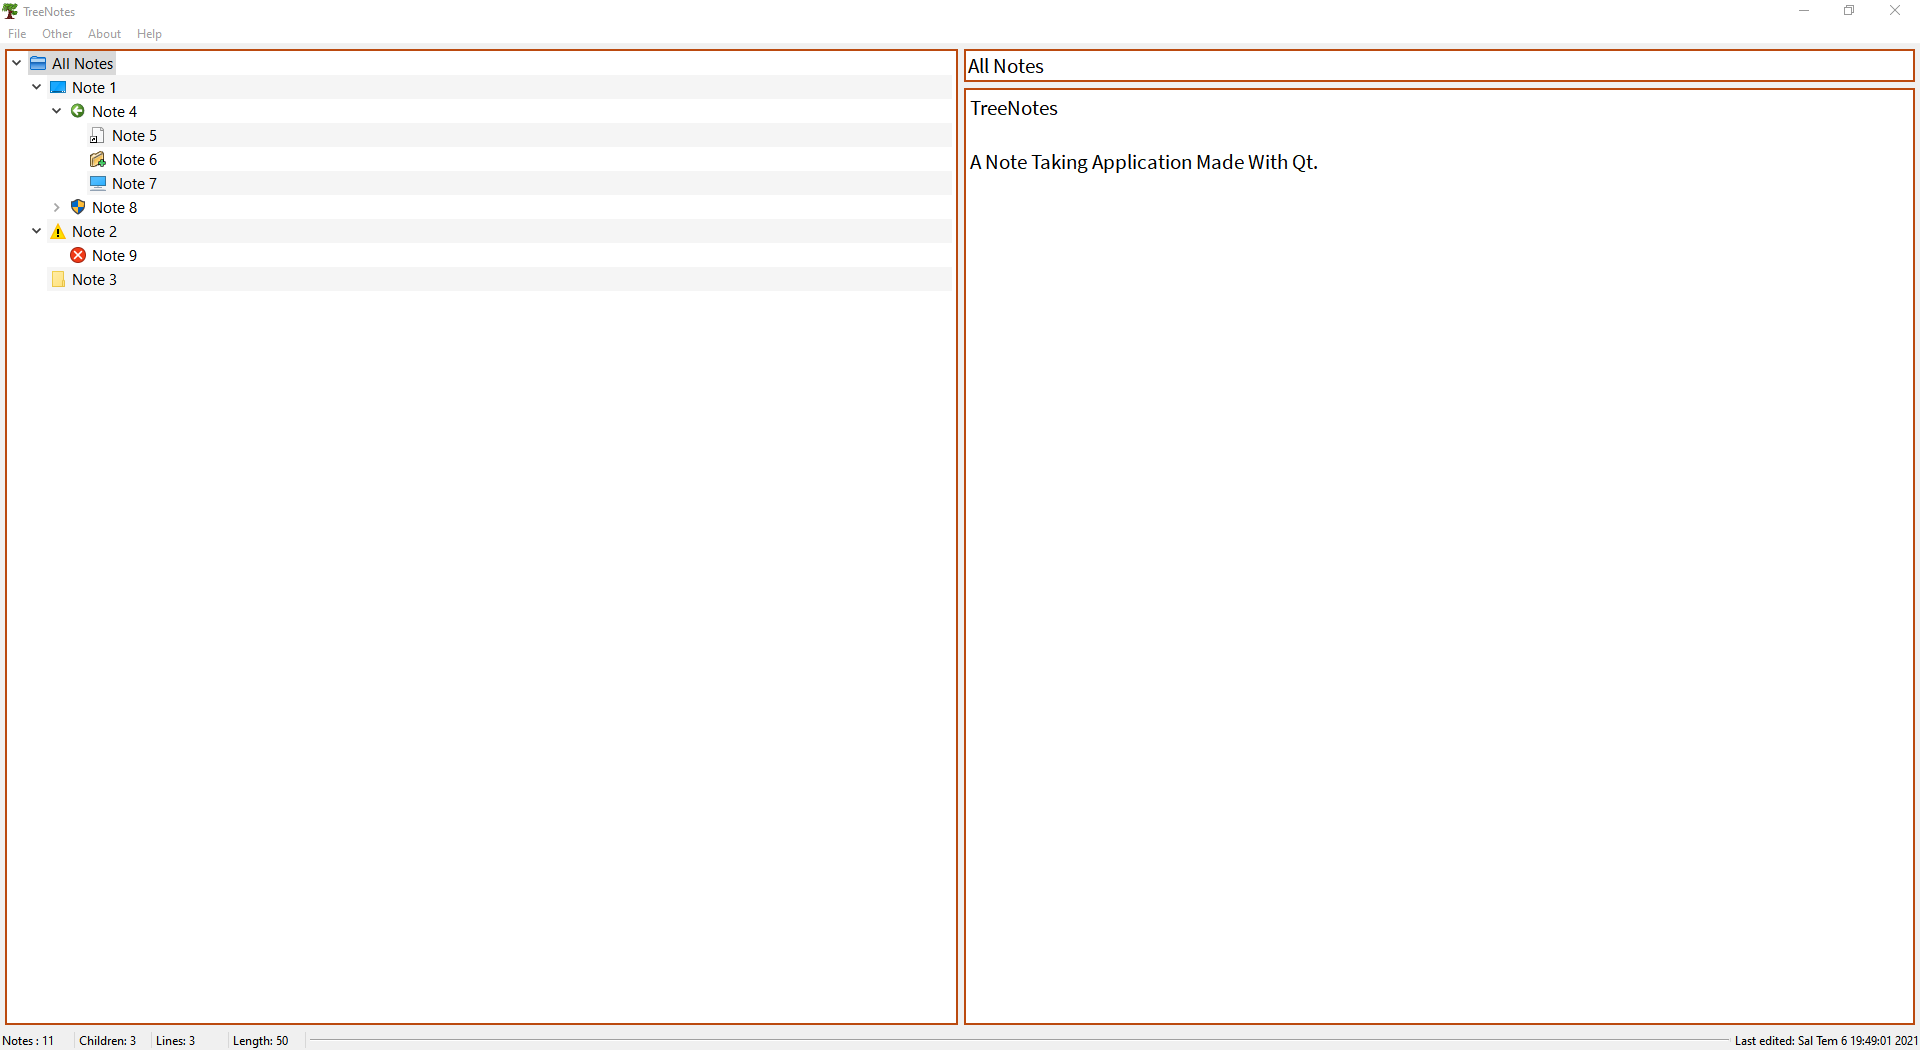 TreeNotes
File Other About Help
All Notes
Note 1
Note 4
Note 5
Note 6
Note 7
Note 8
Note 2
Note 9
Note 3
All Notes
TreeNotes
A Note Taking Application Made With Qt.
Notes : 11 Children: 3 Lines: 3 Length: 50 Last edited: Sal Tem 6 19:49:01 2021